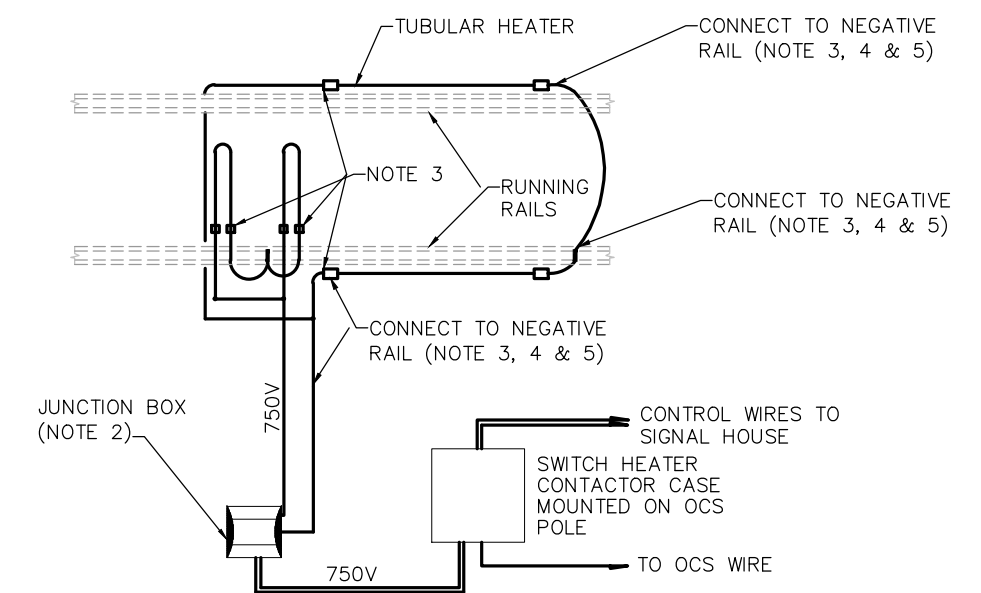 TUBULAR HEATER
CONNECT TO NEGATIVE
RAIL (NOTE 3, 4 & 5)
NOTE 3
RUNNING
RAILS
CONNECT TO NEGATIVE
RAIL (NOTE 3, 4 & 5)
CONNECT TO NEGATIVE
RAIL (NOTE 3, 4 & 5)
750V
JUNCTION BOX
(NOTE 2)
CONTROL WIRES TO
SIGNAL HOUSE
SWITCH HEATER
CONTACTOR CASE
MOUNTED ON OCS
POLE
TO OCS WIRE
750V